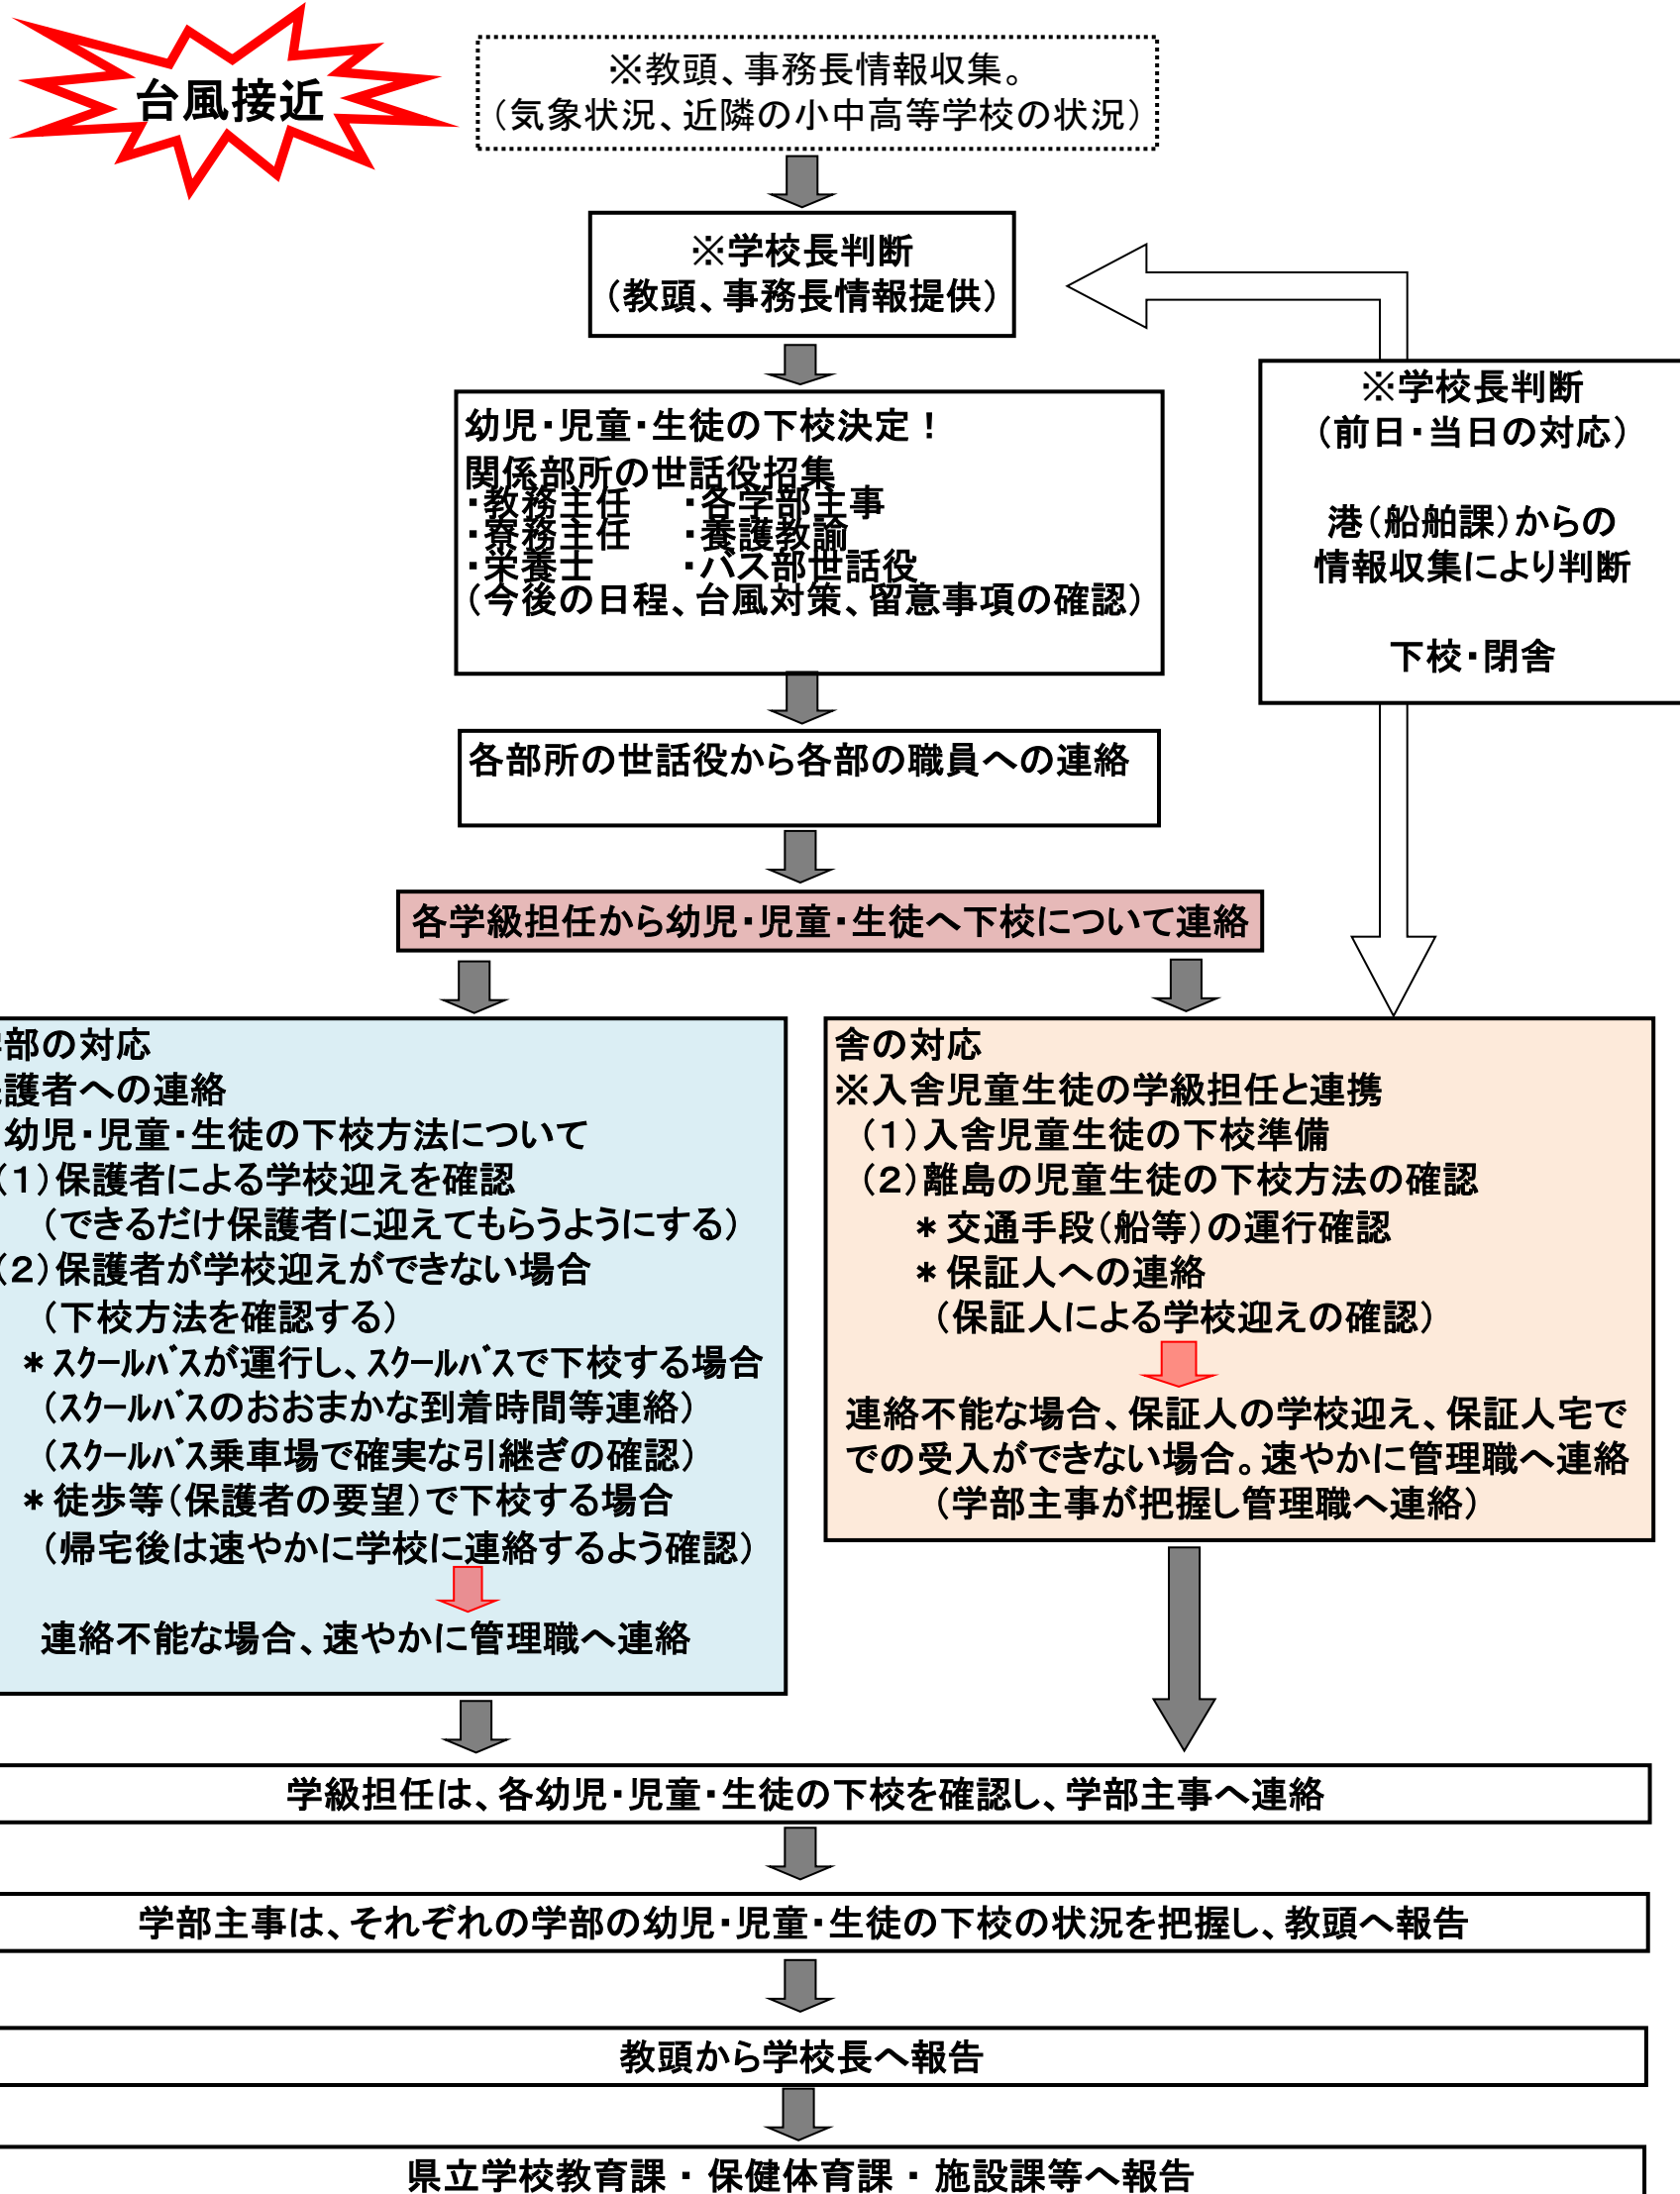 台風接近
※教頭、事務長情報収集。
（気象状況、近隣の小中高等学校の状況）
※学校長判断
（教頭、事務長情報提供）
幼児・児童・生徒の下校決定！
関係部所の世話役招集
・教務主任　・各学部主事
・寮務主任　・養護教諭
・栄養士　・バス部世話役
（今後の日程、台風対策、留意事項の確認）
※学校長判断
（前日・当日の対応）
港（船舶課）からの
情報収集により判断
下校・閉舎
各部所の世話役から各部の職員への連絡
各学級担任から幼児・児童・生徒へ下校について連絡
部の対応
護者への連絡
幼児・児童・生徒の下校方法について
（１）保護者による学校迎えを確認
（できるだけ保護者に迎えてもらうようにする）
（２）保護者が学校迎えができない場合
（下校方法を確認する）
＊ｽｸｰﾙﾊﾞｽが運行し、ｽｸｰﾙﾊﾞｽで下校する場合
（ｽｸｰﾙﾊﾞｽのおおまかな到着時間等連絡）
（ｽｸｰﾙﾊﾞｽ乗車場で確実な引継ぎの確認）
＊徒歩等（保護者の要望）で下校する場合
（帰宅後は速やかに学校に連絡するよう確認）
連絡不能な場合、速やかに管理職へ連絡
舎の対応
※入舎児童生徒の学級担任と連携
（１）入舎児童生徒の下校準備
（２）離島の児童生徒の下校方法の確認
＊交通手段（船等）の運行確認
＊保証人への連絡
（保証人による学校迎えの確認）
連絡不能な場合、保証人の学校迎え、保証人宅で
での受入ができない場合。速やかに管理職へ連絡
（学部主事が把握し管理職へ連絡）
学級担任は、各幼児・児童・生徒の下校を確認し、学部主事へ連絡
学部主事は、それぞれの学部の幼児・児童・生徒の下校の状況を把握し、教頭へ報告
教頭から学校長へ報告
県立学校教育課・保健体育課・施設課等へ報告